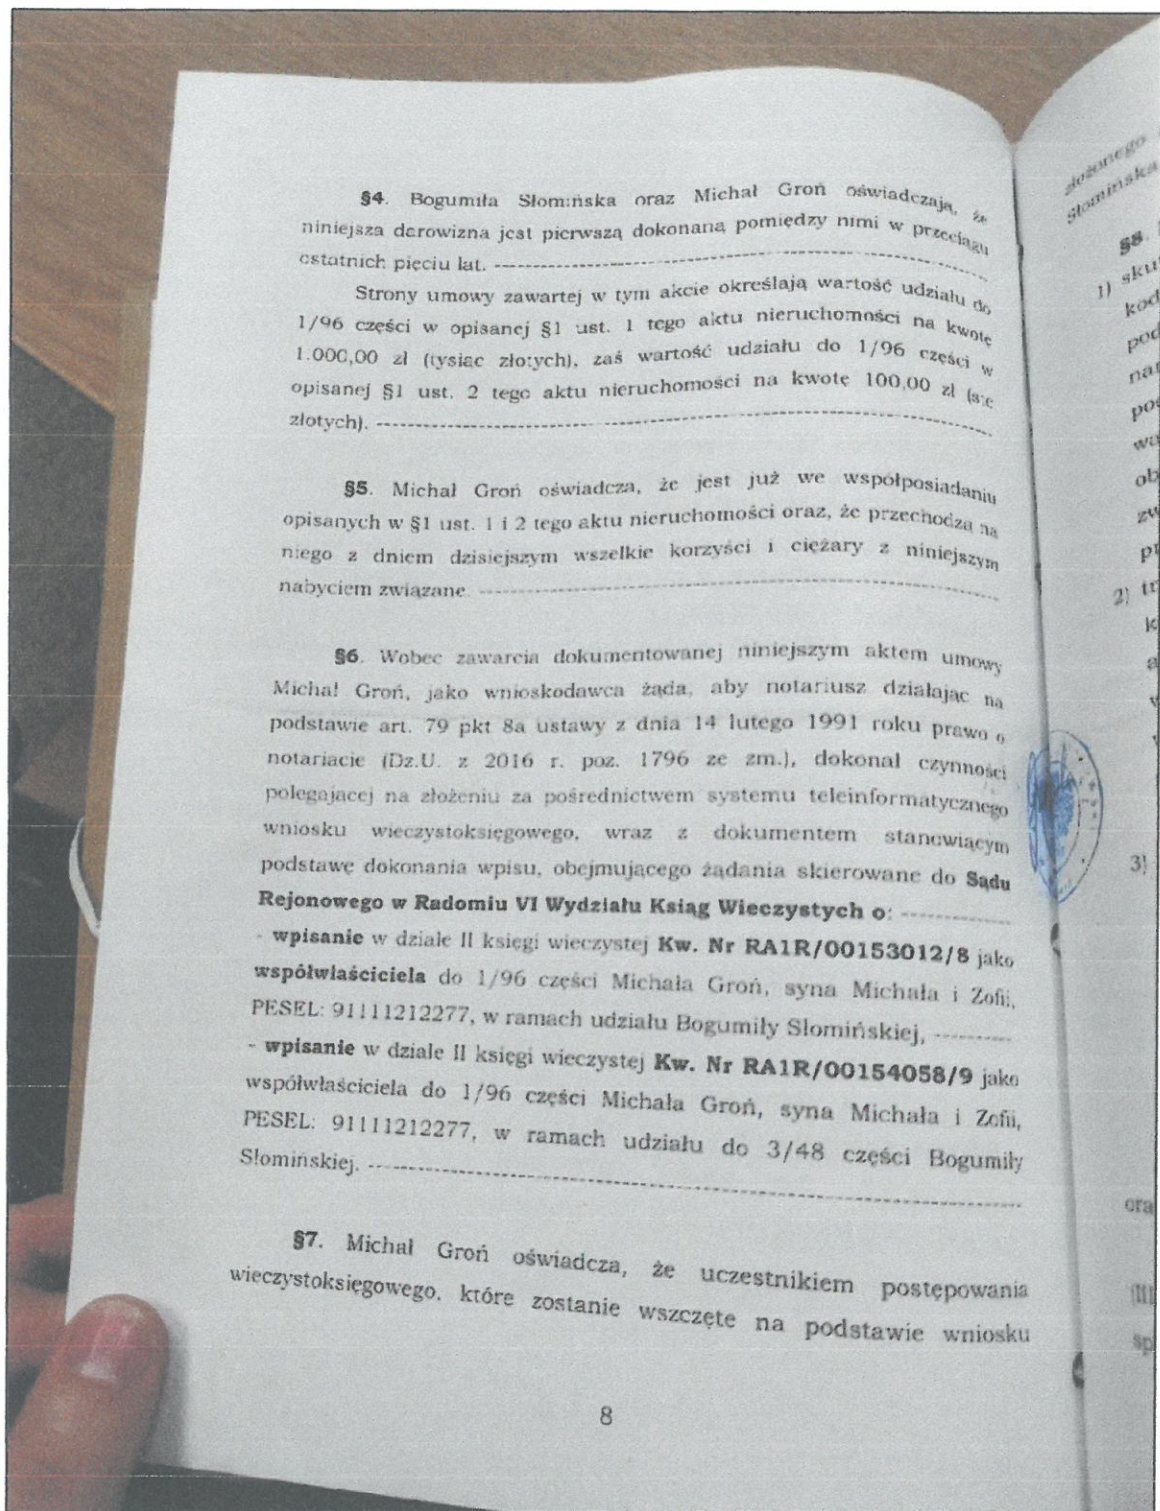 §4. Bogumiła Słomińska oraz Michał Groń oświadczają, że
niniejsza darowizna jest pierwszą dokonaną pomiędzy nimi w przeciągu
ostatnich pięciu lat. ---
Strony umowy zawartej w tym akcie określają wartość udziału do
1/96 części w opisanej §1 ust. 1 tego aktu nieruchomości na kwotę
1.000,00 zł (tysiąc złotych), zaś wartość udziału do 1/96 części w
opisanej §1 ust. 2 tego aktu nieruchomości na kwotę 100,00 zł (sto
złotych). ---
§5. Michał Groń oświadcza, że jest już we współposiadaniu
opisanych w §1 ust. 1 i 2 tego aktu nieruchomości oraz, że przechodzą na
niego z dniem dzisiejszym wszelkie korzyści i ciężary z niniejszym
nabyciem związane. ---
§6. Wobec zawarcia dokumentowanej niniejszym aktem umowy
Michał Groń, jako wnioskodawca żąda, aby notariusz działając na
podstawie art. 79 pkt 8a ustawy z dnia 14 lutego 1991 roku prawo o
notariacie (Dz.U. z 2016 r. poz. 1796 ze zm.), dokonał czynności
polegającej na złożeniu za pośrednictwem systemu teleinformatycznego
wniosku wieczystoksięgowego, wraz z dokumentem stanowiącym
podstawę dokonania wpisu, obejmującego żądania skierowane do Sądu
Rejonowego w Radomiu VI Wydziału Ksiąg Wieczystych o: ---
- wpisanie w dziale II księgi wieczystej Kw. Nr RA1R/00153012/8 jako
współwłaściciela do 1/96 części Michała Groń, syna Michała i Zofii,
PESEL: 91111212277, w ramach udziału Bogumiły Słomińskiej, ---
- wpisanie w dziale II księgi wieczystej Kw. Nr RA1R/00154058/9 jako
współwłaściciela do 1/96 części Michała Groń, syna Michała i Zofii,
PESEL: 91111212277, w ramach udziału do 3/48 części Bogumiły
Słomińskiej. ---
§7. Michał Groń oświadcza, że uczestnikiem postępowania
wieczystoksięgowego, które zostanie wszczęte na podstawie wniosku
8
złożonego
Słomińska
§8.
1)
2)
3)